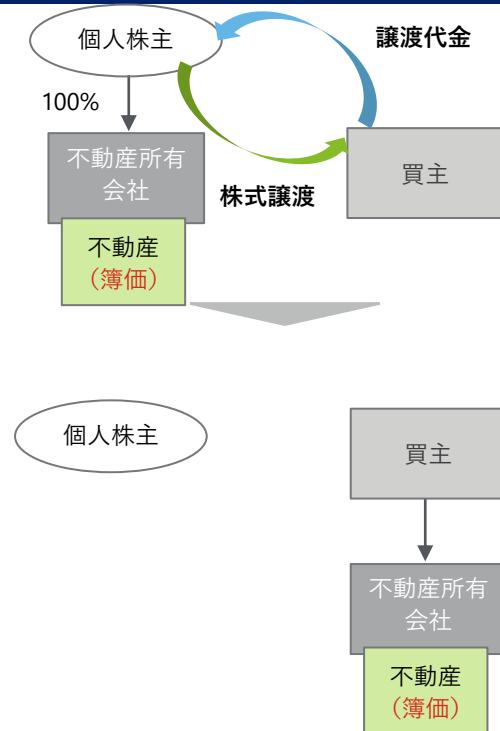 個人株主
譲渡代金
100%
不動産所有
会社
買主
株式譲渡
不動産
（簿価）
個人株主
買主
不動産所有
会社
不動産
（簿価）